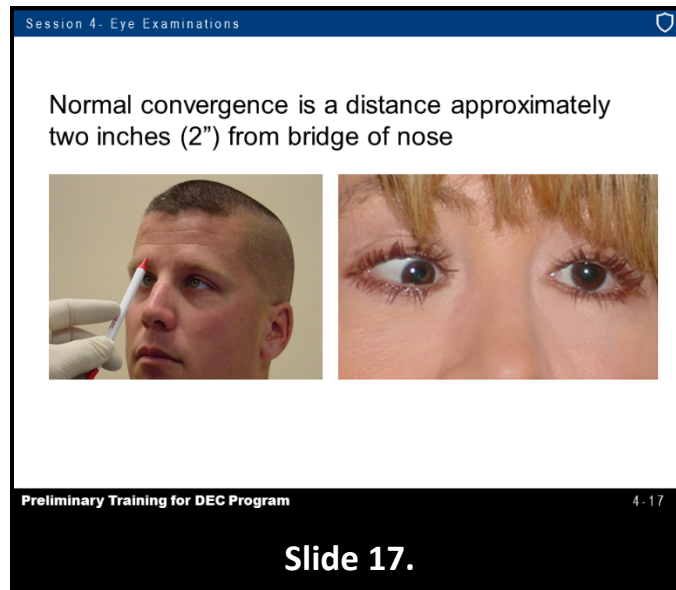 Session 4- Eye Examinations
Normal convergence is a distance approximately
two inches (2”) from bridge of nose
Preliminary Training for DEC Program
4-17
Slide 17.